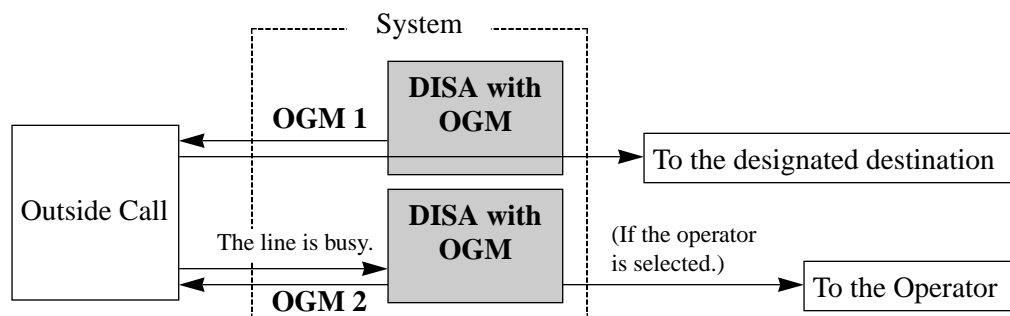 System
DISA with
OGM
OGM 1
To the designated destination
Outside Call
DISA with
OGM
The line is busy.
(If the operator
is selected.)
To the Operator
OGM 2